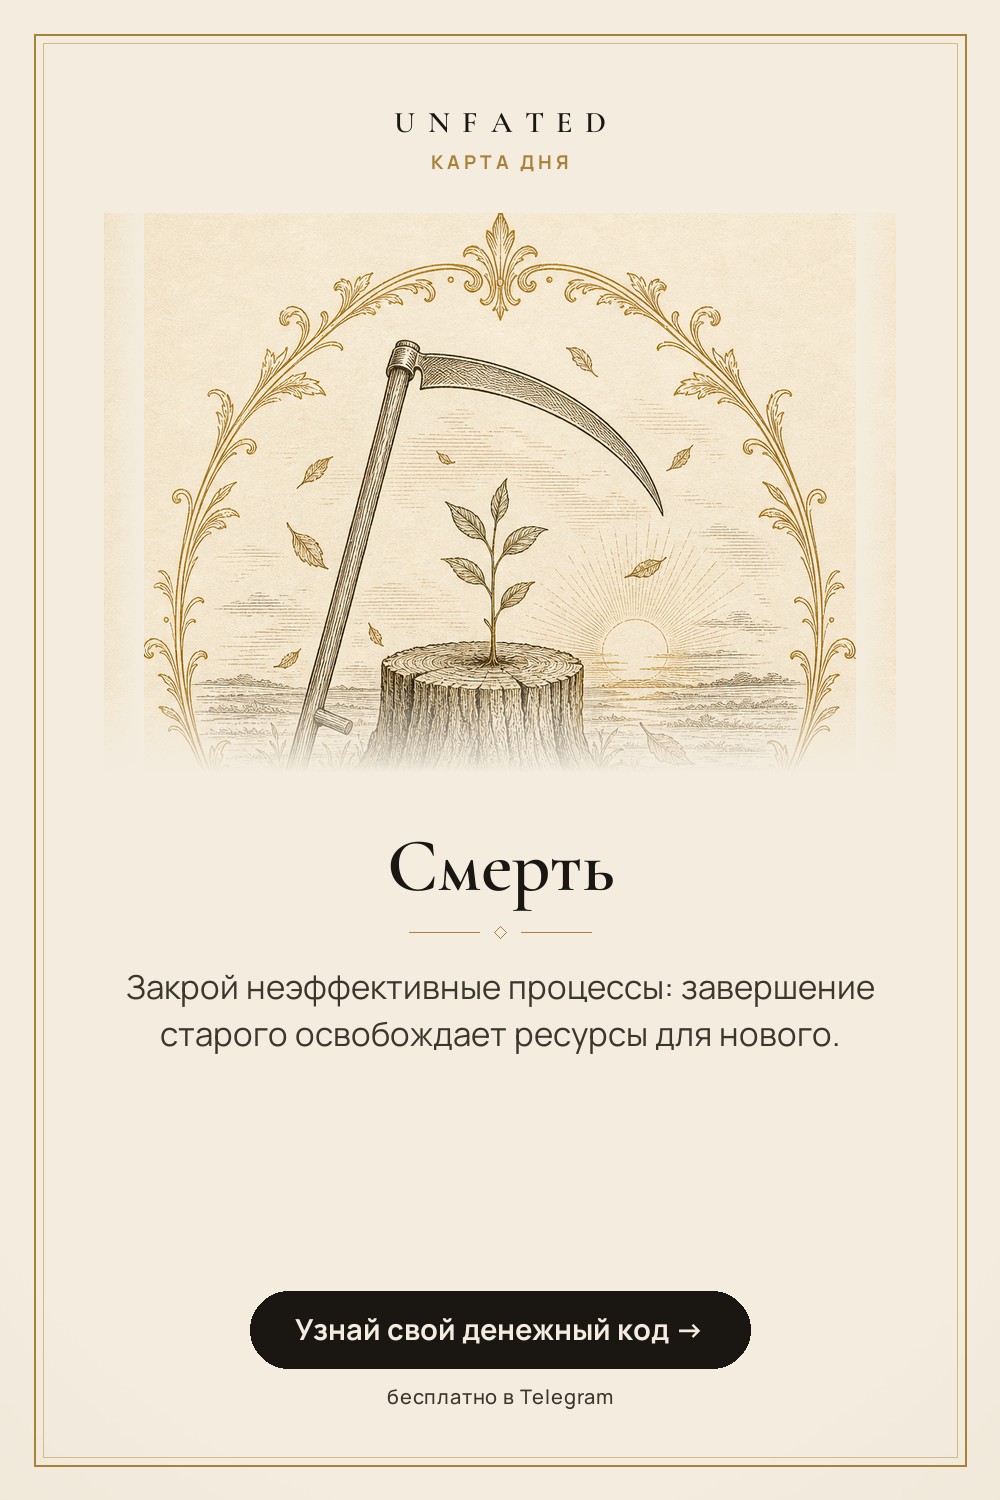 UNFATED
КАРТА ДНЯ
Смерть
Закрой неэффективные процессы: завершение
старого освобождает ресурсы для нового.
Узнай свой денежный код →
бесплатно в Telegram